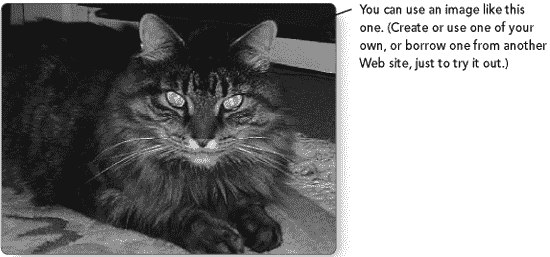 You can use an image like this
one. (Create or use one of your
own, or borrow one from another
Web site, just to try it out.)